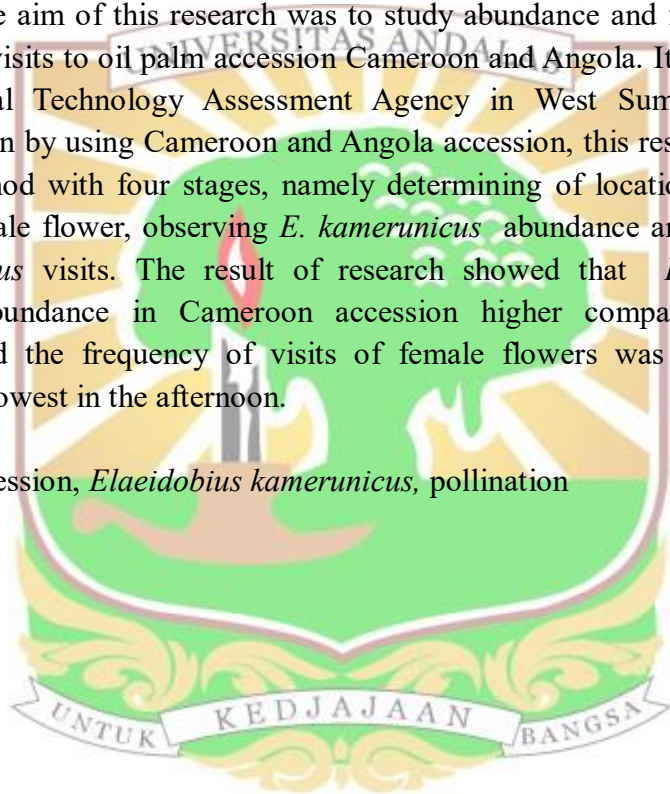 e aim of this research was to study abundance and
UNIVERSITAS ANDALAS
visits to oil palm accession Cameroon and Angola. It
al Technology Assessment Agency in West Sum
n by using Cameroon and Angola accession, this res
hod with four stages, namely determining of locatio
ale flower, observing E. kamerunicus abundance an
us visits. The result of research showed that
bundance in Cameroon accession higher compa
d the frequency of visits of female flowers was
owest in the afternoon.
ession, Elaeidobius kamerunicus, pollination
UNTUK KEDJAJAAN BANGSA